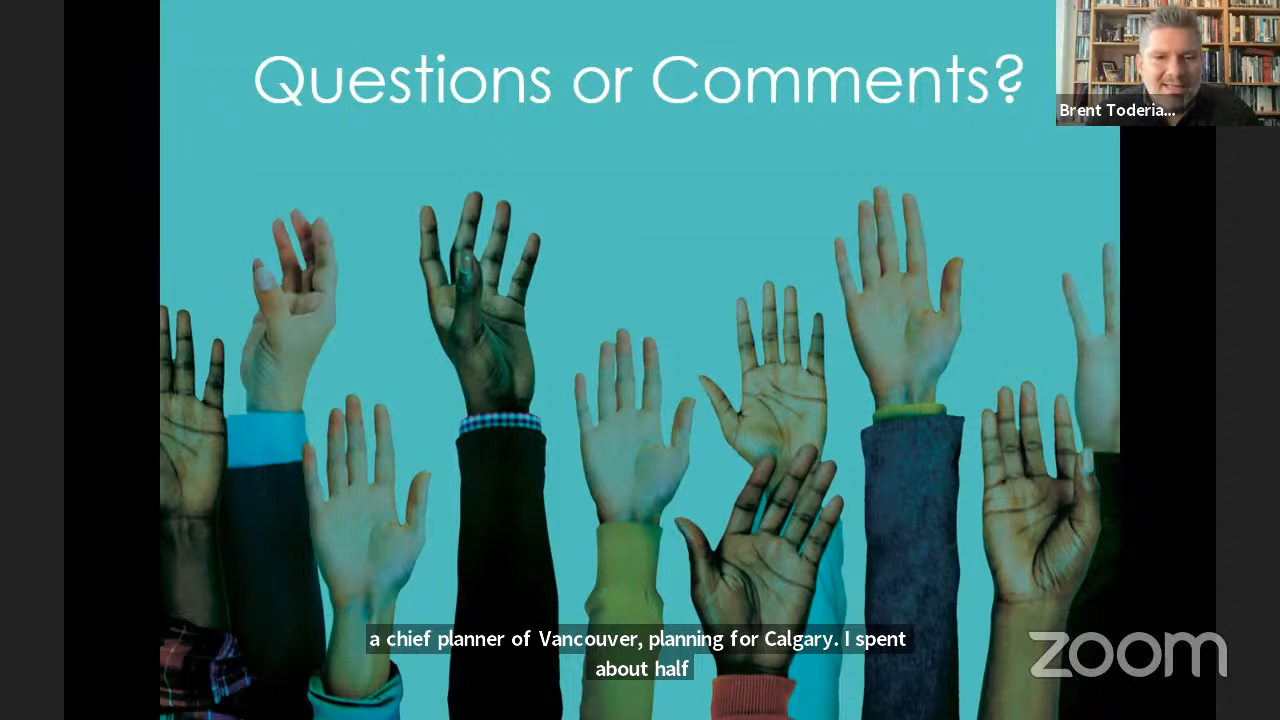 Questions or Comments?
Brent Toderia...
a chief planner of Vancouver, planning for Calgary. I spent
about half
zoom